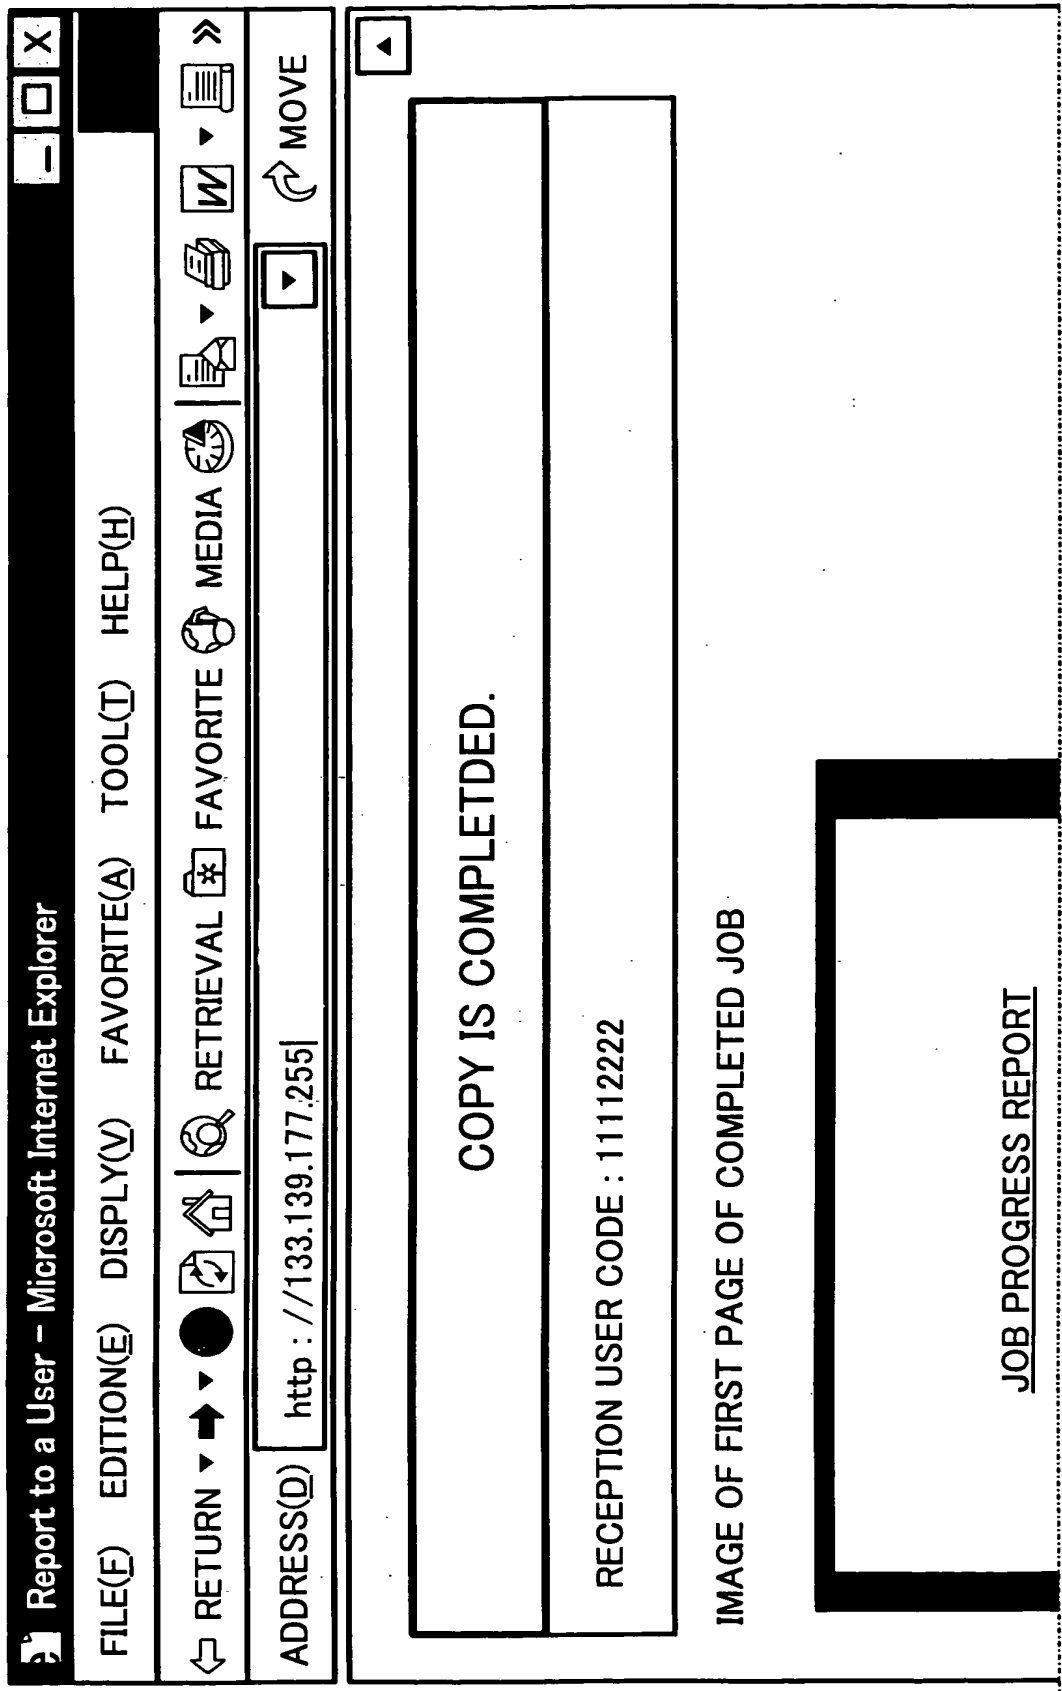 Report to a User – Microsoft Internet Explorer
FILE(F) EDITION(E) DISPLY(V) FAVORITE(A) TOOL(T) HELP(H)
RETURN RETRIEVAL FAVORITE MEDIA W »
ADDRESS(D) http : //133.139.177.255 MOVE
COPY IS COMPLETDED.
RECEPTION USER CODE : 11112222
IMAGE OF FIRST PAGE OF COMPLETED JOB
JOB PROGRESS REPORT